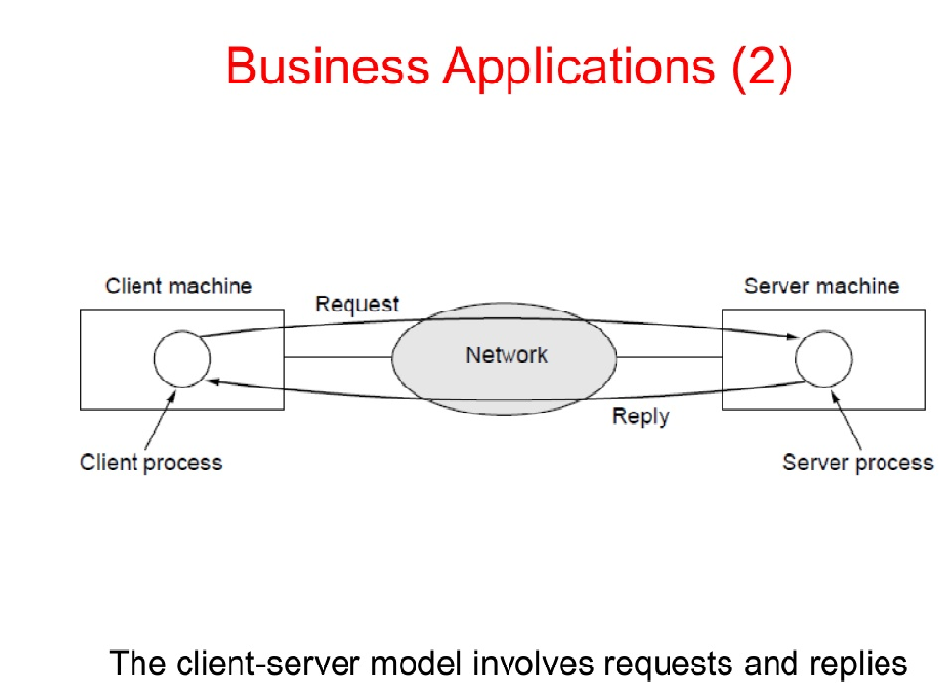 Business Applications (2)
Client machine
Server machine
Request
Network
Reply
Client process
Server process
The client-server model involves requests and replies